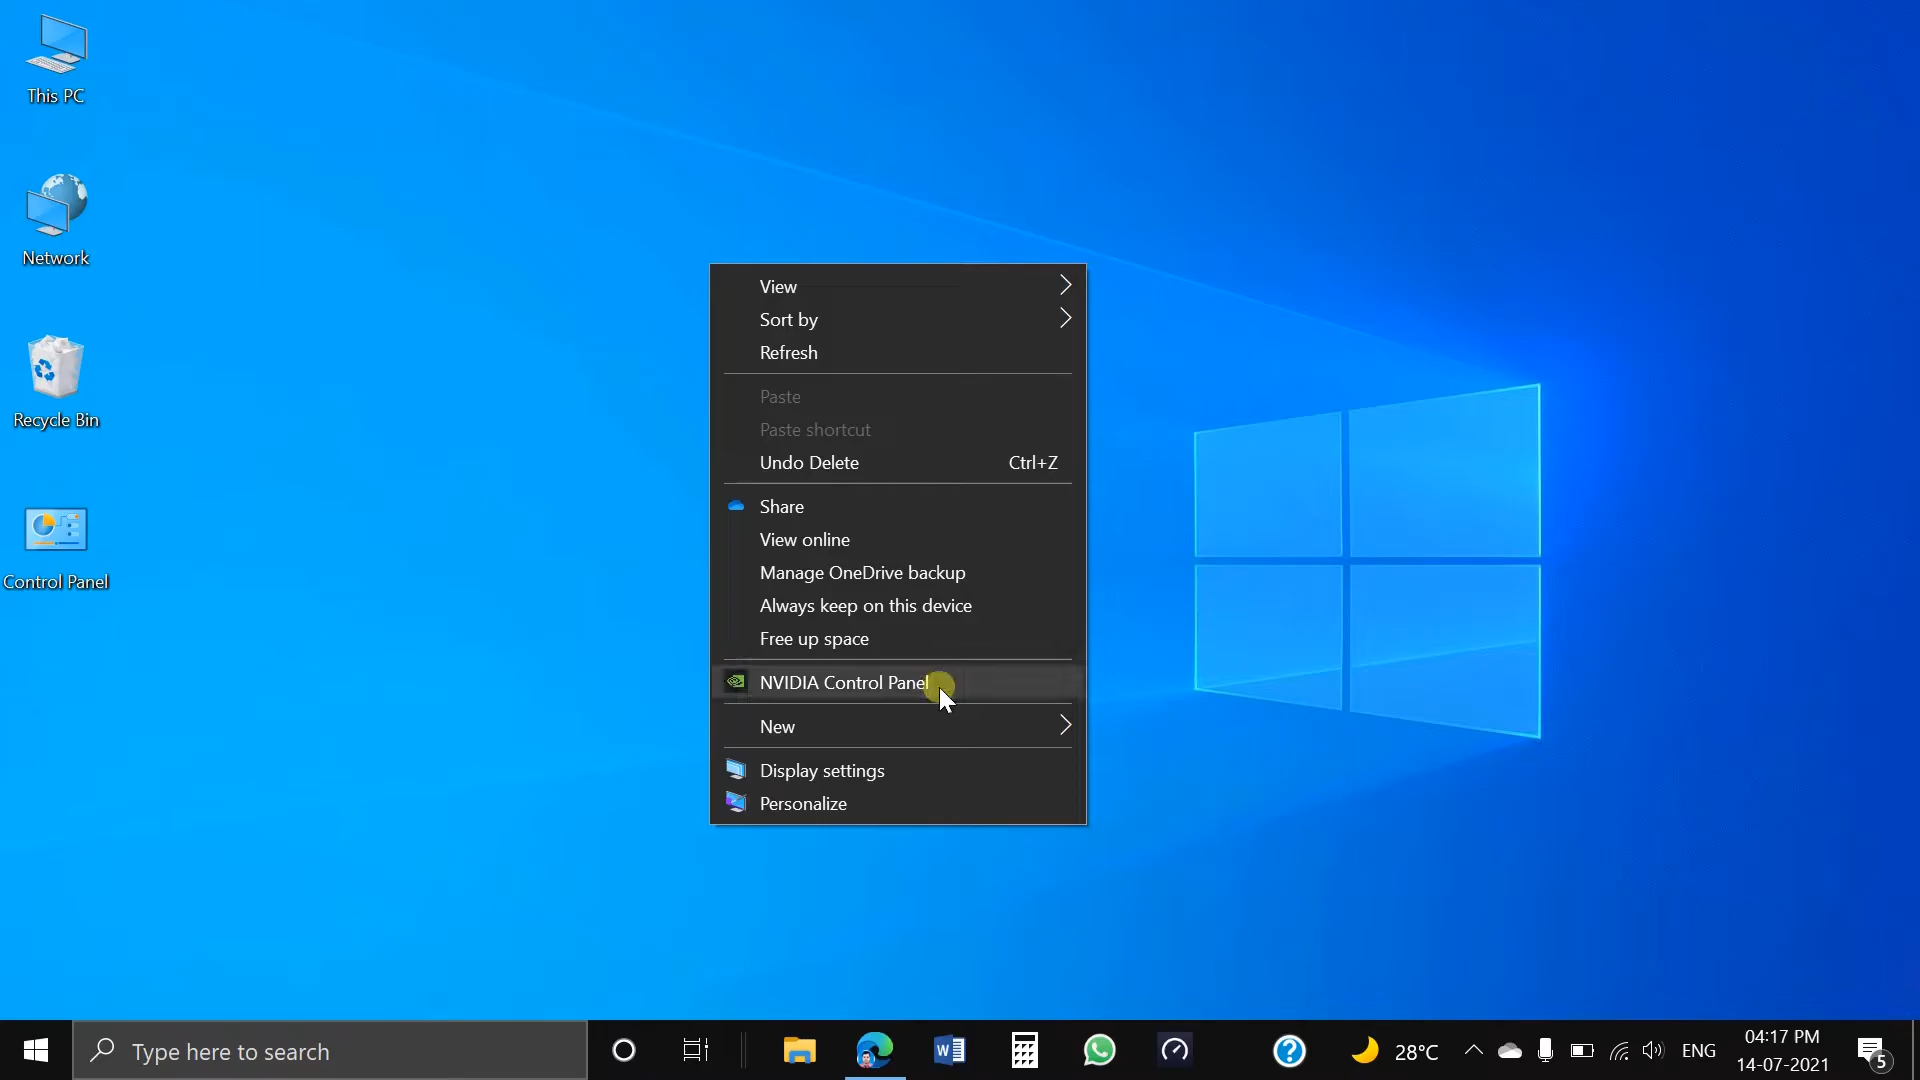 This PC
Network
Recycle Bin
Control Panel
View
Sort by
Refresh
Paste
Paste shortcut
Undo Delete Ctrl+Z
Share
View online
Manage OneDrive backup
Always keep on this device
Free up space
NVIDIA Control Panel
New
Display settings
Personalize
Type here to search
W
28°C
ENG
04:17 PM
14-07-2021
5